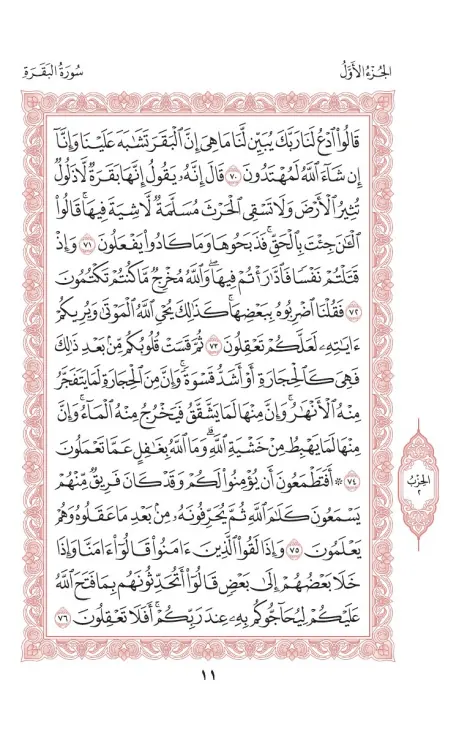 الجُزْءُ الأَوَّلُ
سُورَةُ البَقَرَةِ
قَالُوا۟ ٱدْعُ لَنَا رَبَّكَ يُبَيِّن لَّنَا مَا هِىَ إِنَّ ٱلْبَقَرَ تَشَٰبَهَ عَلَيْنَا وَإِنَّآ
إِن شَآءَ ٱللَّهُ لَمُهْتَدُونَ ٧٠ قَالَ إِنَّهُۥ يَقُولُ إِنَّهَا بَقَرَةٌ لَّا ذَلُولٌ
تُثِيرُ ٱلْأَرْضَ وَلَا تَسْقِى ٱلْحَرْثَ مُسَلَّمَةٌ لَّا شِيَةَ فِيهَا ۚ قَالُوا۟
ٱلْـَٰٔنَ جِئْتَ بِٱلْحَقِّ ۚ فَذَبَحُوهَا وَمَا كَادُوا۟ يَفْعَلُونَ ٧١ وَإِذْ
قَتَلْتُمْ نَفْسًا فَٱدَّٰرَْٰٔتُمْ فِيهَا ۖ وَٱللَّهُ مُخْرِجٌ مَّا كُنتُمْ تَكْتُمُونَ
٧٢ فَقُلْنَا ٱضْرِبُوهُ بِبَعْضِهَا ۚ كَذَٰلِكَ يُحْىِ ٱللَّهُ ٱلْمَوْتَىٰ وَيُرِيكُمْ
ءَايَٰتِهِۦ لَعَلَّكُمْ تَعْقِلُونَ ٧٣ ثُمَّ قَسَتْ قُلُوبُكُم مِّنۢ بَعْدِ ذَٰلِكَ
فَهِىَ كَٱلْحِجَارَةِ أَوْ أَشَدُّ قَسْوَةً ۚ وَإِنَّ مِنَ ٱلْحِجَارَةِ لَمَا يَتَفَجَّرُ
مِنْهُ ٱلْأَنْهَٰرُ ۚ وَإِنَّ مِنْهَا لَمَا يَشَّقَّقُ فَيَخْرُجُ مِنْهُ ٱلْمَآءُ ۚ وَإِنَّ
مِنْهَا لَمَا يَهْبِطُ مِنْ خَشْيَةِ ٱللَّهِ ۗ وَمَا ٱللَّهُ بِغَٰفِلٍ عَمَّا تَعْمَلُونَ
٧٤ ۞ أَفَتَطْمَعُونَ أَن يُؤْمِنُوا۟ لَكُمْ وَقَدْ كَانَ فَرِيقٌ مِّنْهُمْ
يَسْمَعُونَ كَلَٰمَ ٱللَّهِ ثُمَّ يُحَرِّفُونَهُۥ مِنۢ بَعْدِ مَا عَقَلُوهُ وَهُمْ
يَعْلَمُونَ ٧٥ وَإِذَا لَقُوا۟ ٱلَّذِينَ ءَامَنُوا۟ قَالُوٓا۟ ءَامَنَّا وَإِذَا
خَلَا بَعْضُهُمْ إِلَىٰ بَعْضٍ قَالُوٓا۟ أَتُحَدِّثُونَهُم بِمَا فَتَحَ ٱللَّهُ
عَلَيْكُمْ لِيُحَآجُّوكُم بِهِۦ عِندَ رَبِّكُمْ ۚ أَفَلَا تَعْقِلُونَ ٧٦
الحِزْبُ
٢
١١